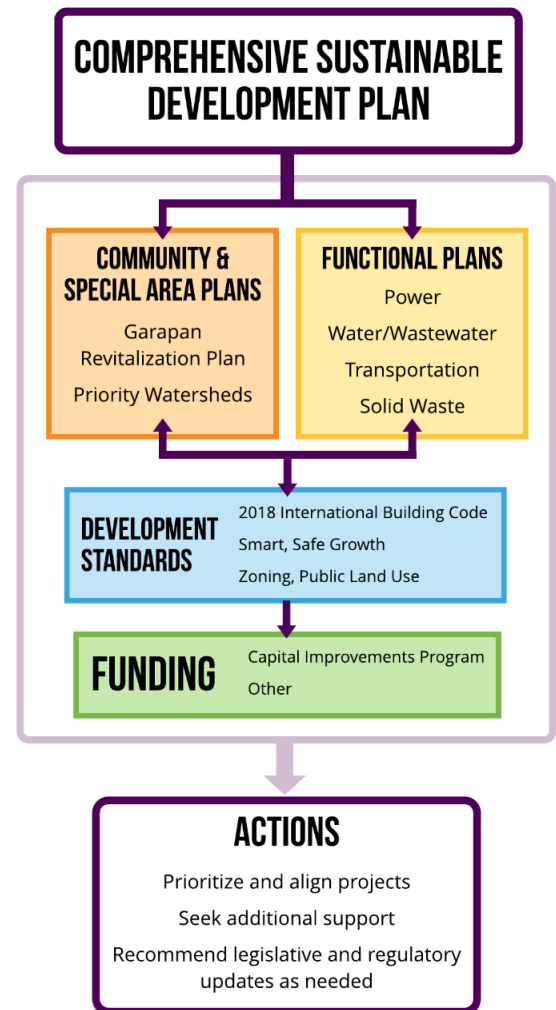 COMPREHENSIVE SUSTAINABLE
DEVELOPMENT PLAN
COMMUNITY &
SPECIAL AREA PLANS
Garapan
Revitalization Plan
Priority Watersheds
FUNCTIONAL PLANS
Power
Water/Wastewater
Transportation
Solid Waste
DEVELOPMENT
STANDARDS
2018 International Building Code
Smart, Safe Growth
Zoning, Public Land Use
FUNDING
Capital Improvements Program
Other
ACTIONS
Prioritize and align projects
Seek additional support
Recommend legislative and regulatory
updates as needed